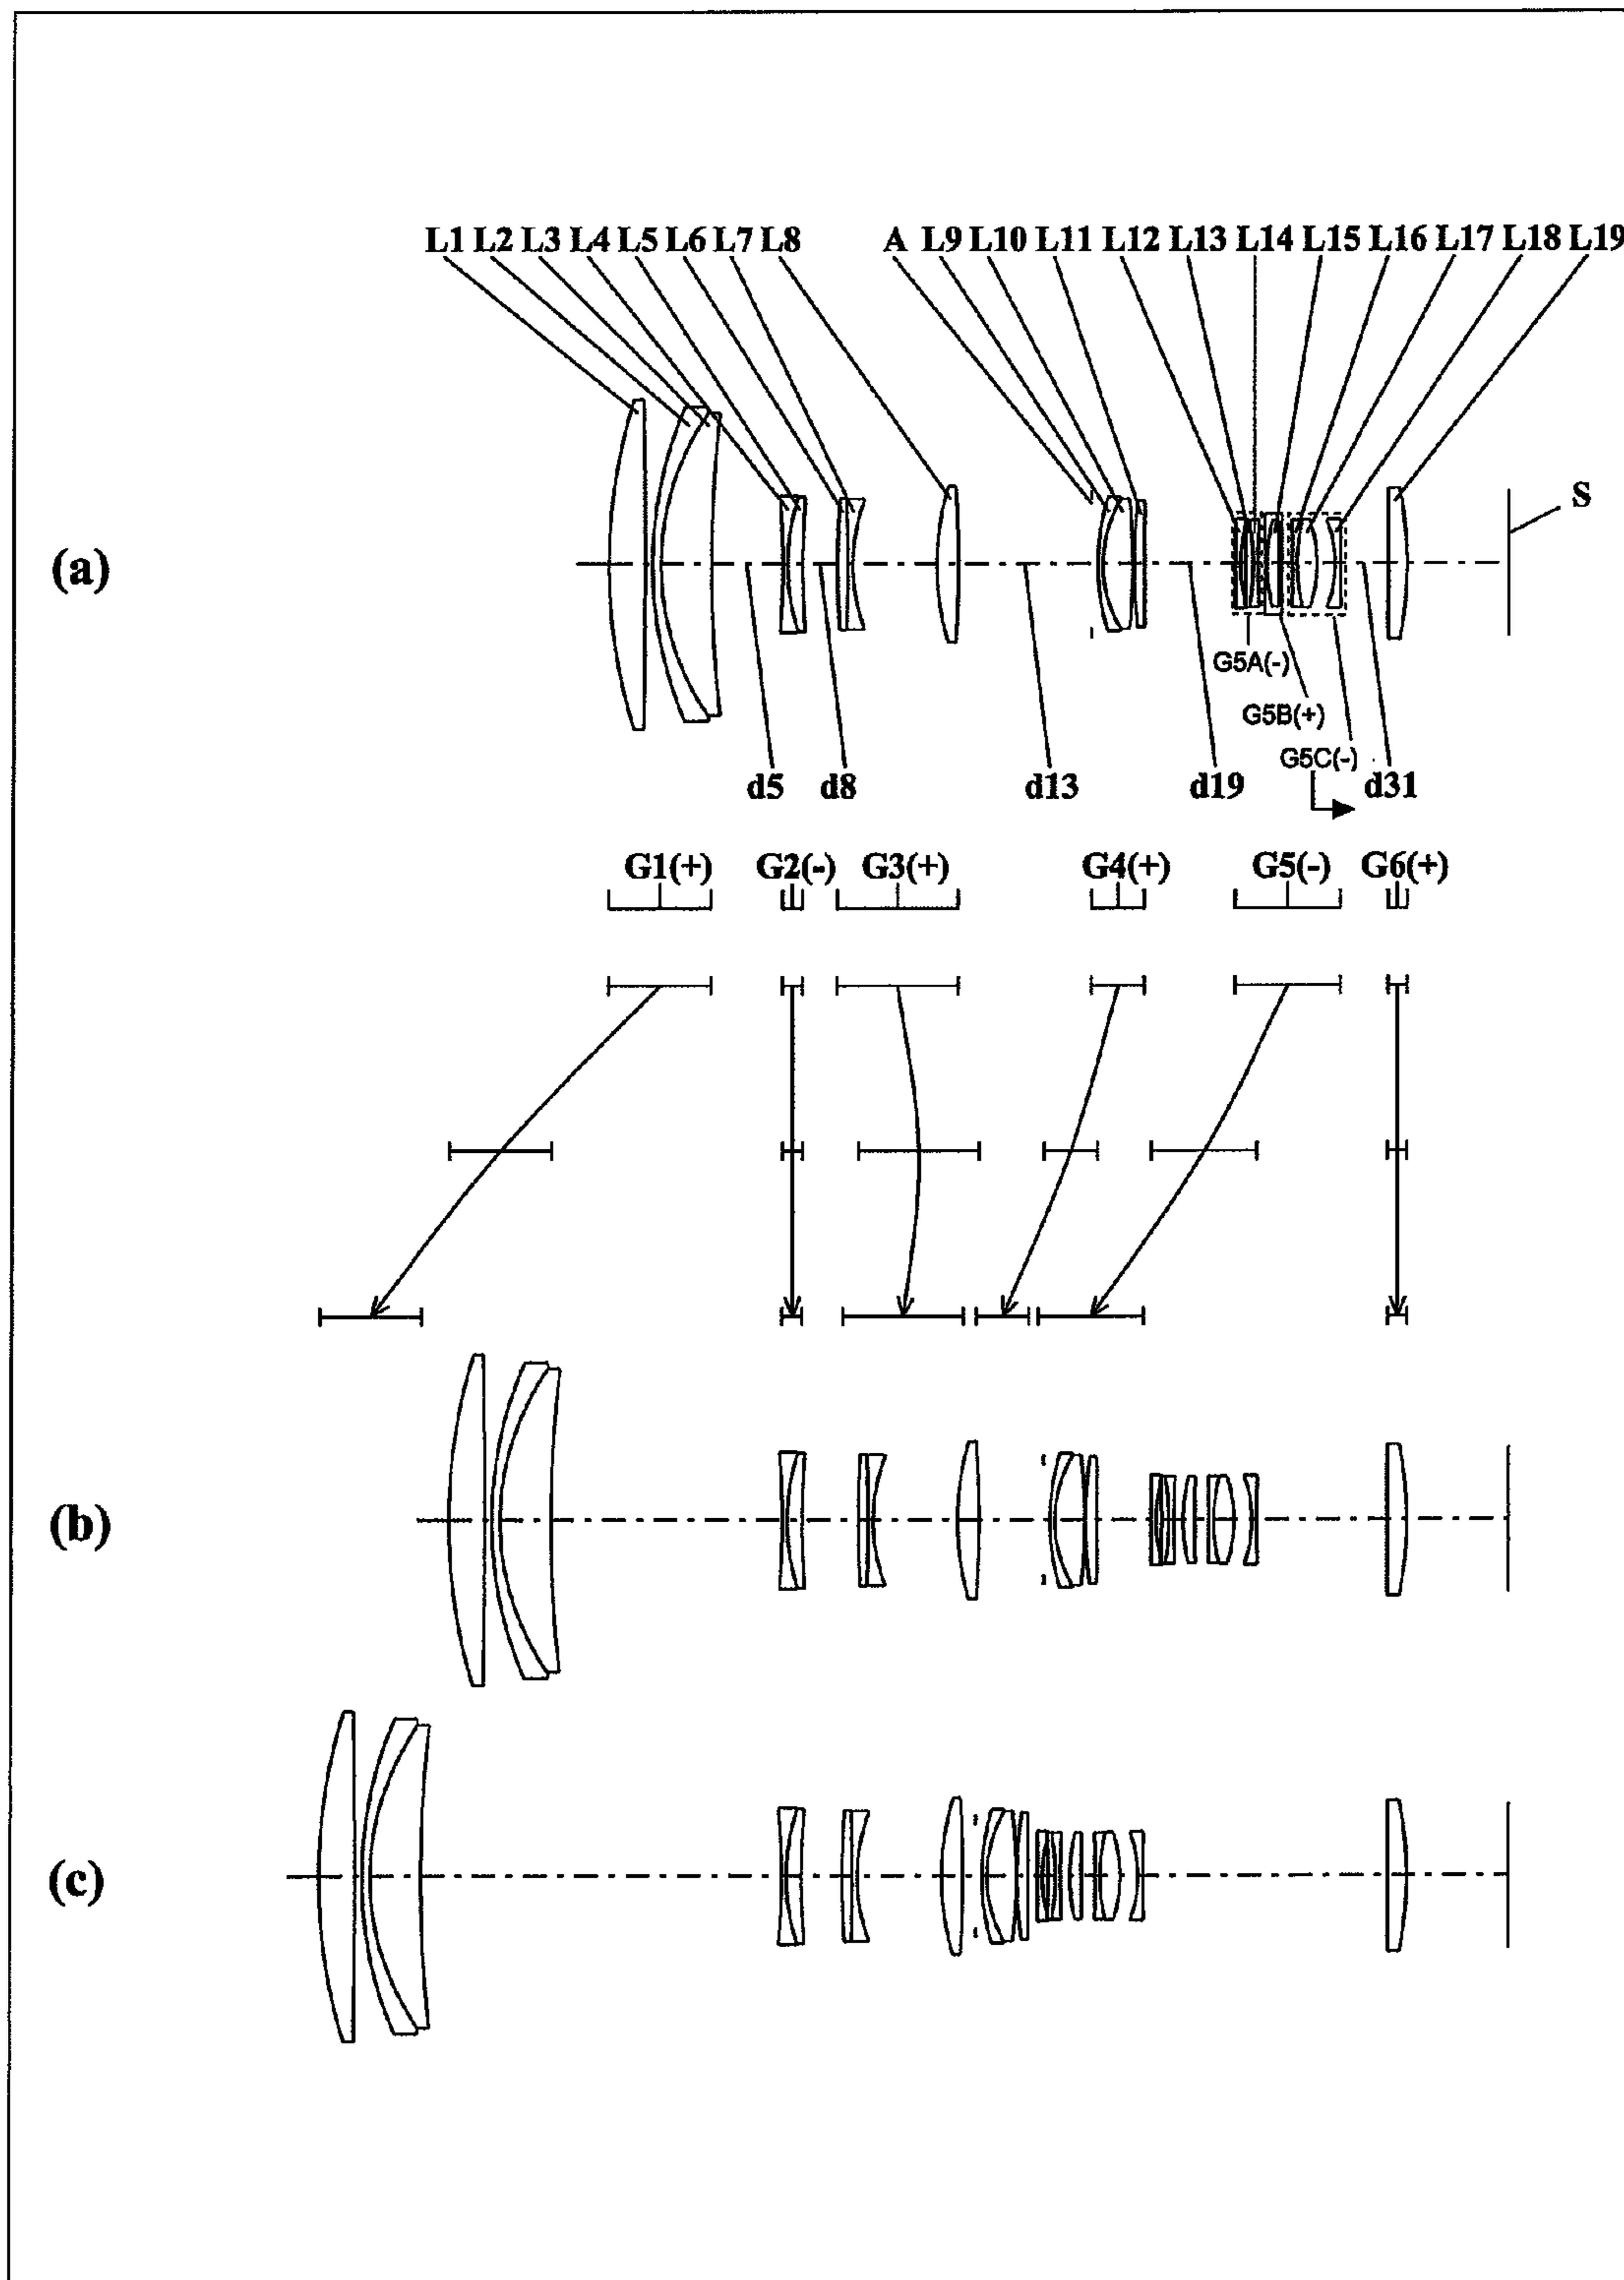 L1 L2 L3 L4 L5 L6 L7 L8 A L9 L10 L11 L12 L13 L14 L15 L16 L17 L18 L19
S
(a)
G5A(-)
G5B(+)
G5C(-)
d5 d8 d13 d19 d31
G1(+) G2(-) G3(+) G4(+) G5(-) G6(+)
(b)
(c)